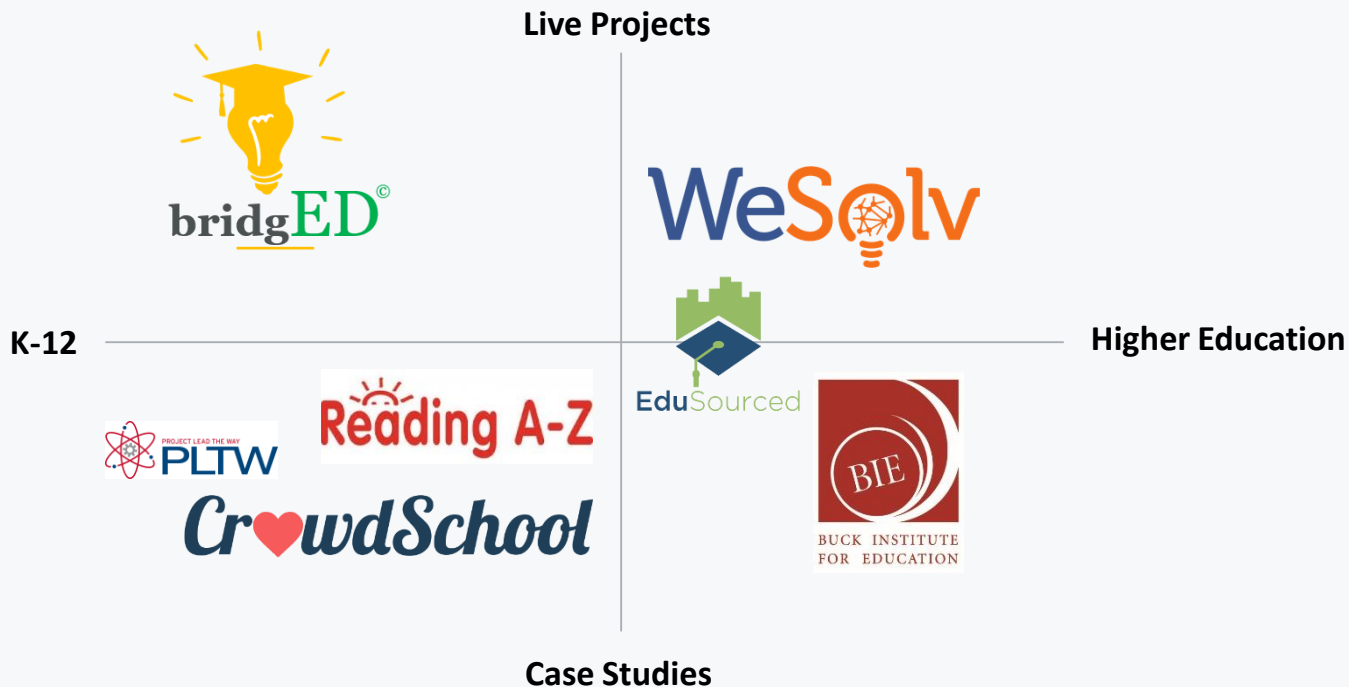 Live Projects
bridgED©
WeSolv
K-12
Higher Education
EduSourced
Reading A-Z
PROJECT LEAD THE WAY
PLTW
CrowdSchool
BIE
BUCK INSTITUTE
FOR EDUCATION
Case Studies